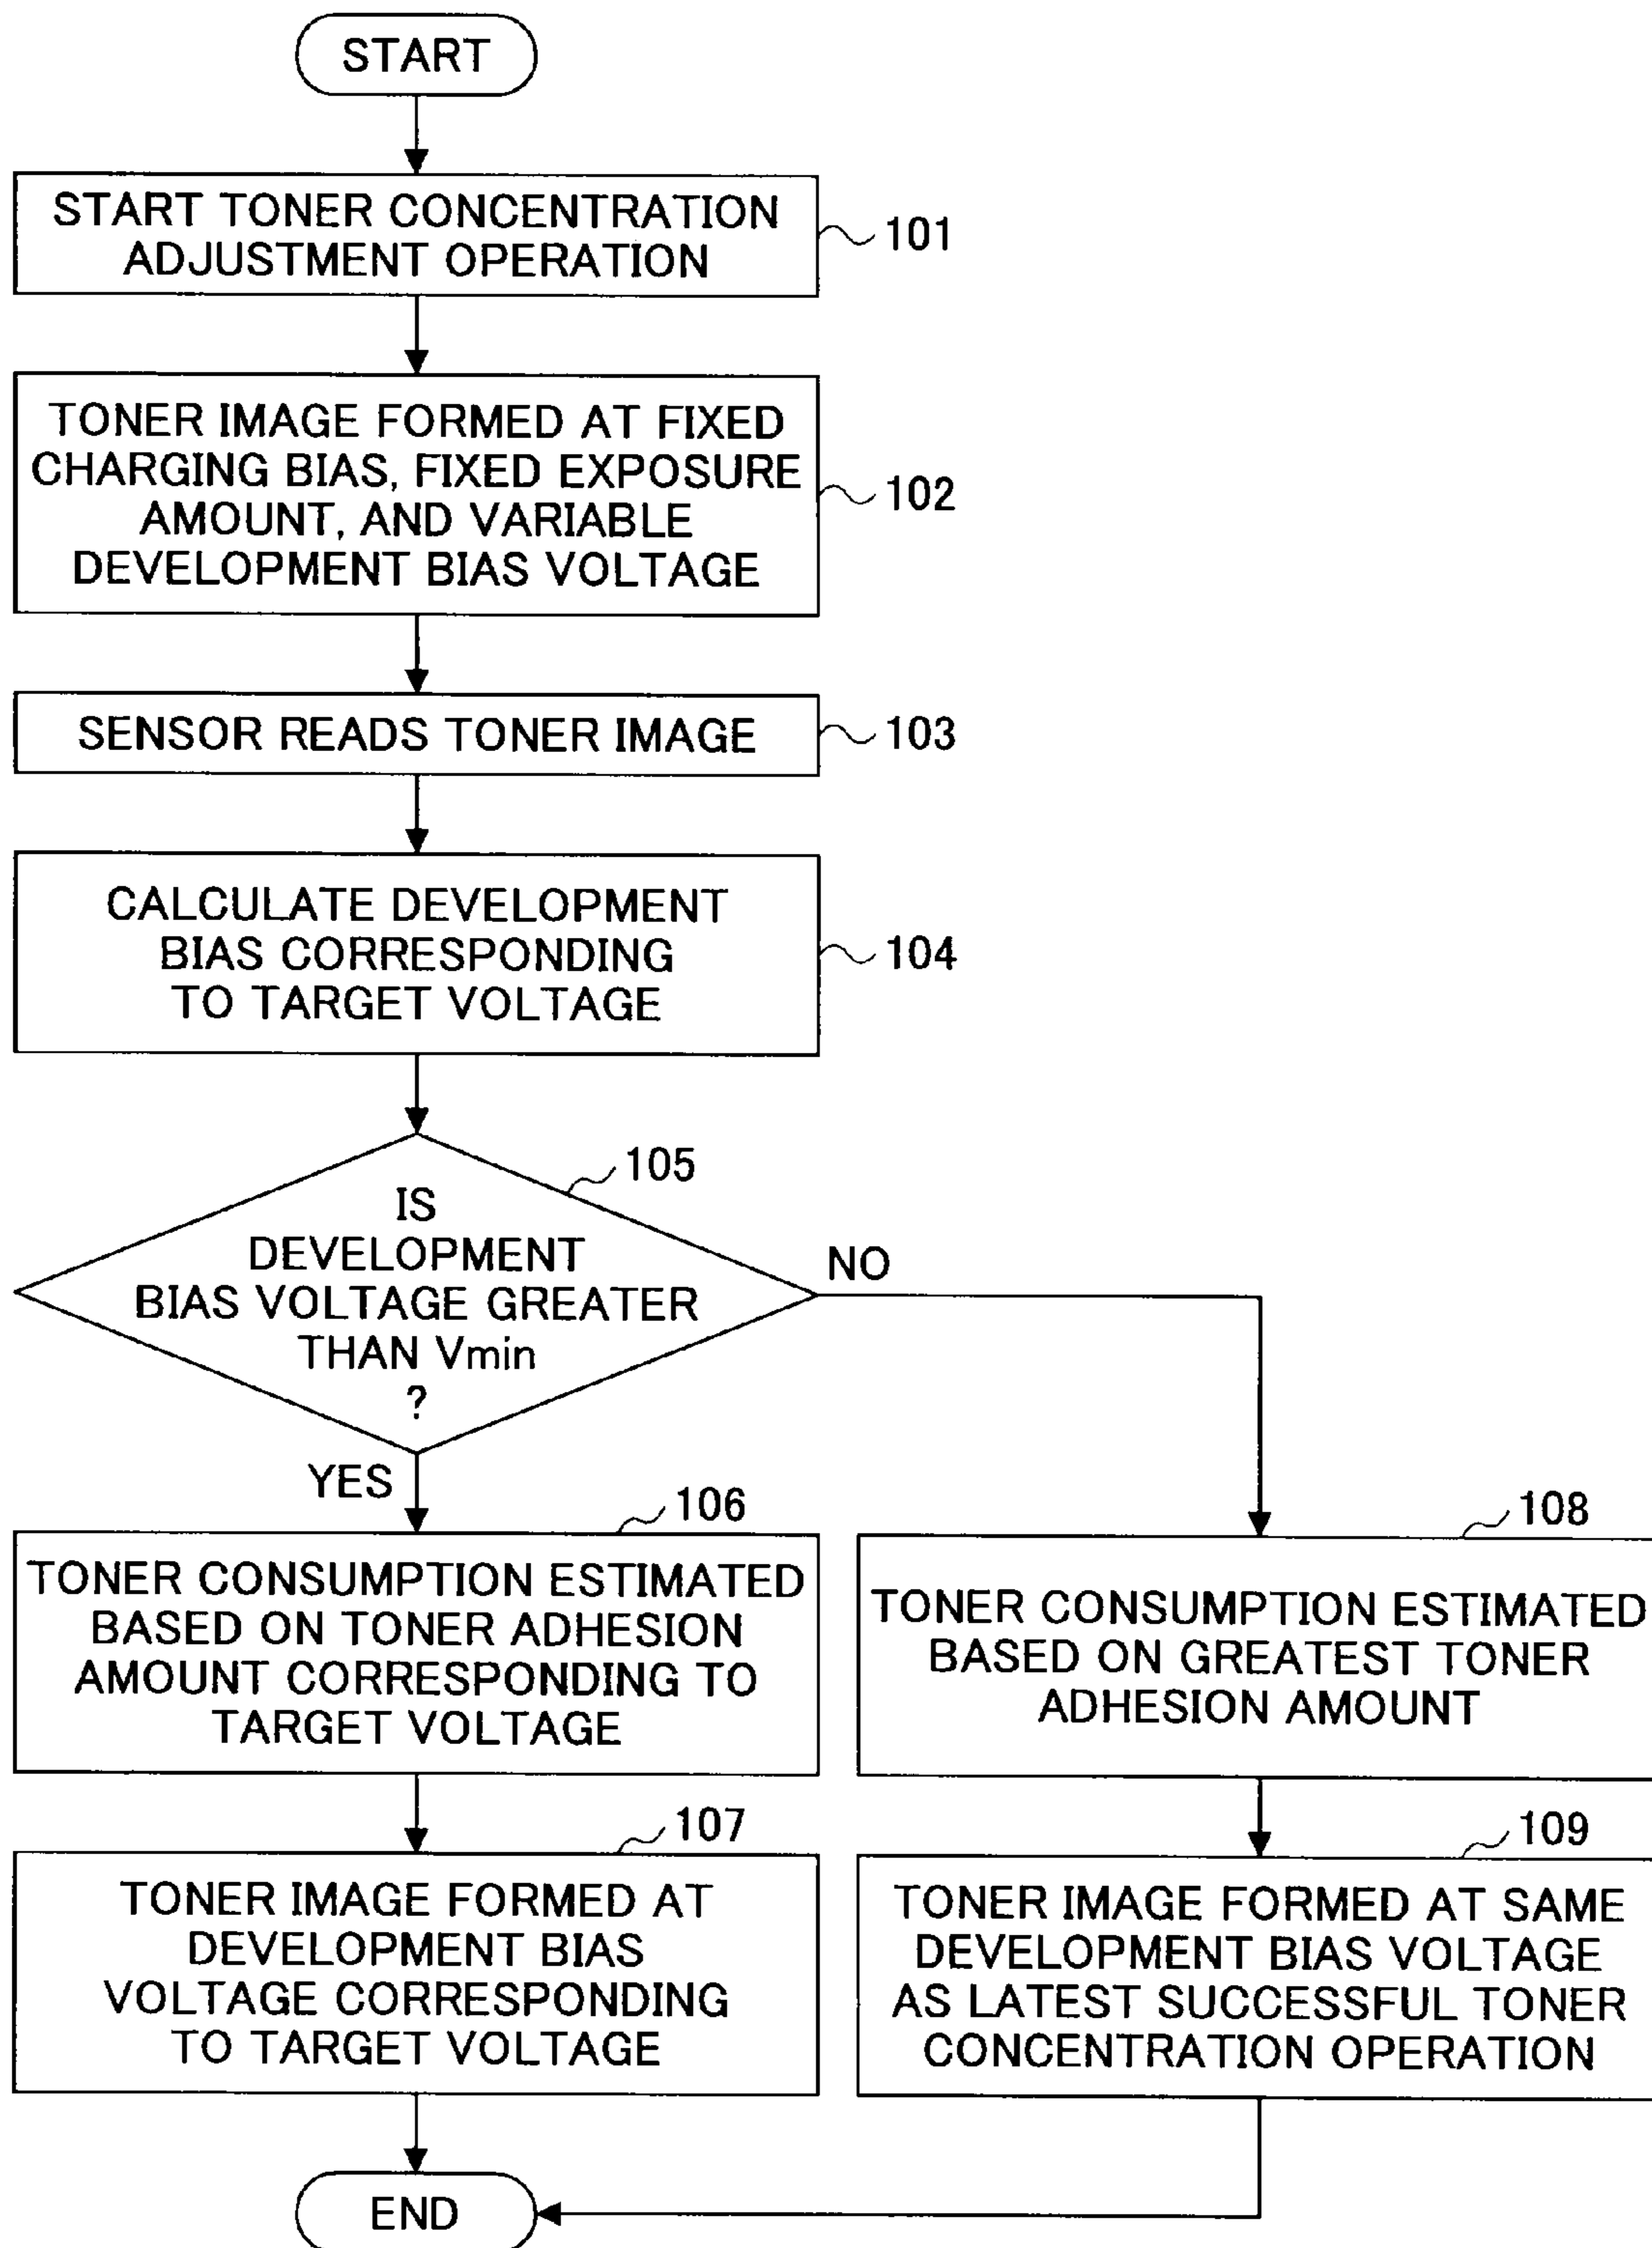 START
START TONER CONCENTRATION
ADJUSTMENT OPERATION
101
TONER IMAGE FORMED AT FIXED
CHARGING BIAS, FIXED EXPOSURE
AMOUNT, AND VARIABLE
DEVELOPMENT BIAS VOLTAGE
102
SENSOR READS TONER IMAGE
103
CALCULATE DEVELOPMENT
BIAS CORRESPONDING
TO TARGET VOLTAGE
104
105
IS
DEVELOPMENT
BIAS VOLTAGE GREATER
THAN Vmin
?
NO
YES
106
TONER CONSUMPTION ESTIMATED
BASED ON TONER ADHESION
AMOUNT CORRESPONDING TO
TARGET VOLTAGE
107
TONER IMAGE FORMED AT
DEVELOPMENT BIAS
VOLTAGE CORRESPONDING
TO TARGET VOLTAGE
108
TONER CONSUMPTION ESTIMATED
BASED ON GREATEST TONER
ADHESION AMOUNT
109
TONER IMAGE FORMED AT SAME
DEVELOPMENT BIAS VOLTAGE
AS LATEST SUCCESSFUL TONER
CONCENTRATION OPERATION
END